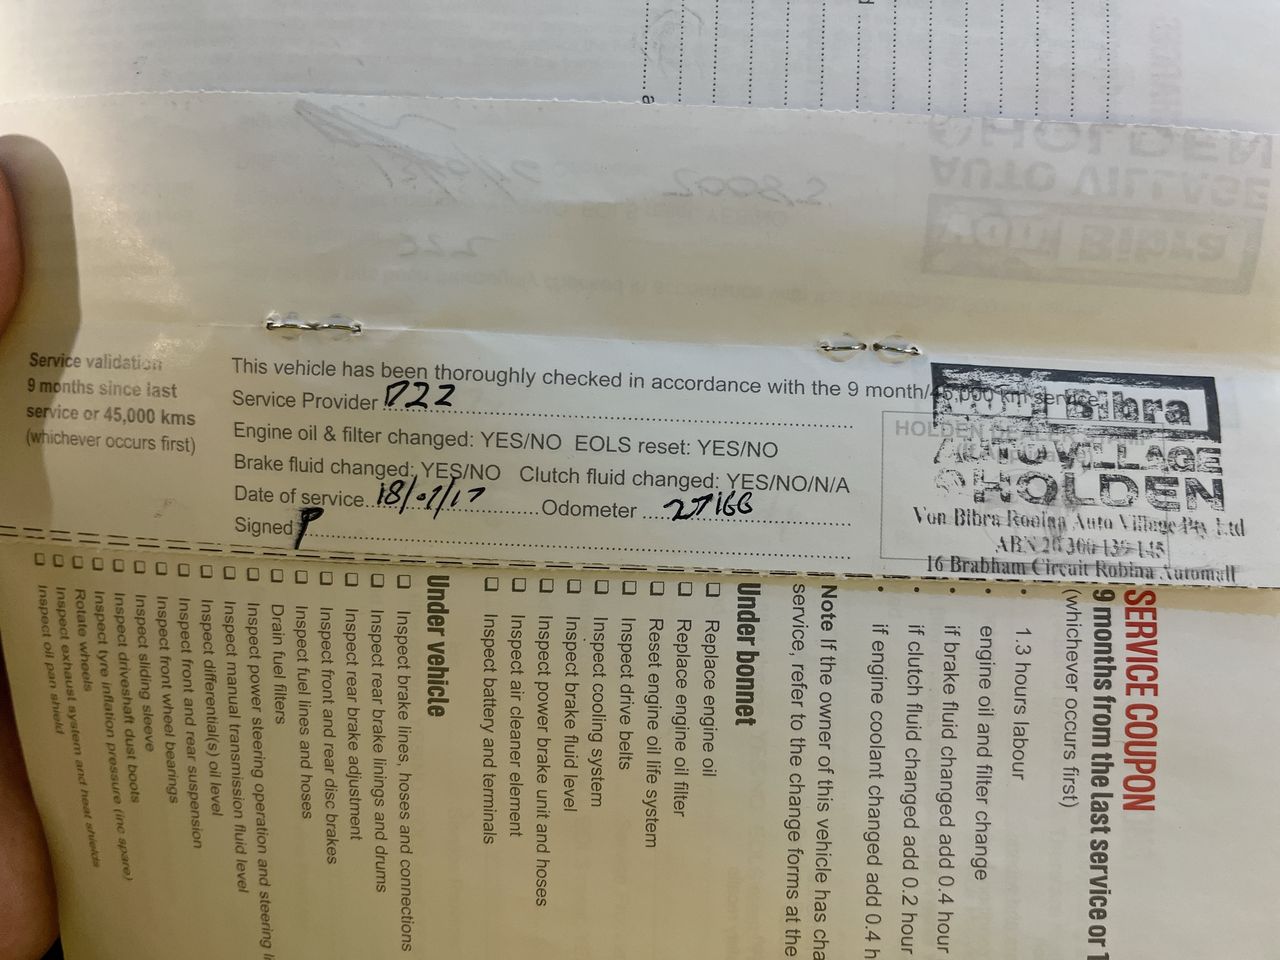 Service validation
9 months since last
service or 45,000 kms
(whichever occurs first)
This vehicle has been thoroughly checked in accordance with the 9 month/45,000 km service
Service Provider 1722
Engine oil & filter changed: YES/NO EOLS reset: YES/NO
Brake fluid changed: YES/NO Clutch fluid changed: YES/NO/N/A
Date of service 18/07/17 Odometer 27166
Signed
Von Bibra
AUTO VILLAGE
HOLDEN
Von Bibra Robina Auto Village Pty Ltd
ABN 20 300 139 145
16 Brabham Circuit Robina Automall
SERVICE COUPON
9 months from the last service or 1
(whichever occurs first)
1.3 hours labour
• engine oil and filter change
• if brake fluid changed add 0.4 hour
• if clutch fluid changed add 0.2 hour
• if engine coolant changed add 0.4 h
Note If the owner of this vehicle has cha
service, refer to the change forms at the
Under bonnet
Replace engine oil
Replace engine oil filter
Reset engine oil life system
Inspect drive belts
Inspect cooling system
Inspect brake fluid level
Inspect power brake unit and hoses
Inspect air cleaner element
Inspect battery and terminals
Under vehicle
Inspect brake lines, hoses and connections
Inspect rear brake linings and drums
Inspect rear brake adjustment
Inspect front and rear disc brakes
Inspect fuel lines and hoses
Drain fuel filters
Inspect power steering operation and steering
Inspect manual transmission fluid level
Inspect differential(s) oil level
Inspect front and rear suspension
Inspect front wheel bearings
Inspect sliding sleeve
Inspect driveshaft dust boots
Inspect tyre inflation pressure (inc spare)
Rotate wheels
Inspect exhaust system and heat shields
Inspect oil pan shield